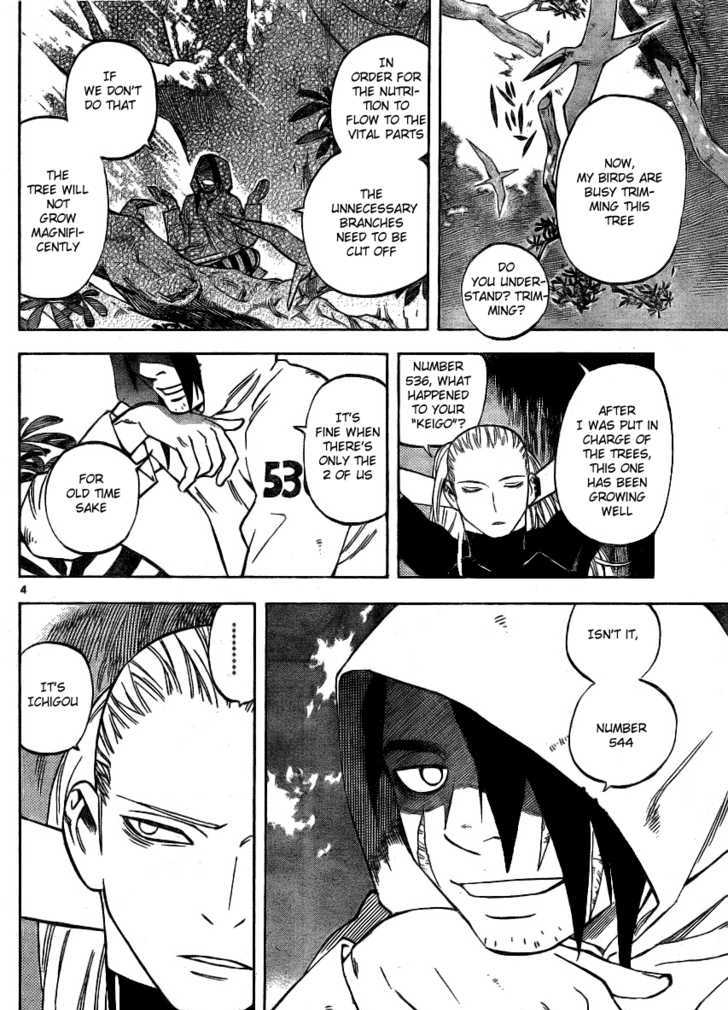 NOW,
MY BIRDS ARE
BUSY TRIM-
MING THIS
TREE
DO
YOU UNDER-
STAND? TRIM-
MING?
IN
ORDER FOR
THE NUTRI-
TION TO
FLOW TO THE
VITAL PARTS
THE
UNNECESSARY
BRANCHES
NEED TO BE
CUT OFF
IF
WE DON'T
DO THAT
THE
TREE WILL
NOT
GROW
MAGNIFI-
CENTLY
AFTER
I WAS PUT IN
CHARGE OF
THE TREES,
THIS ONE
HAS BEEN
GROWING
WELL
NUMBER
536, WHAT
HAPPENED
TO YOUR
"KEIGO"?
IT'S
FINE WHEN
THERE'S
ONLY THE
2 OF US
53
FOR
OLD TIME
SAKE
4
ISN'T IT,
NUMBER
544
.........
IT'S
ICHIGOU